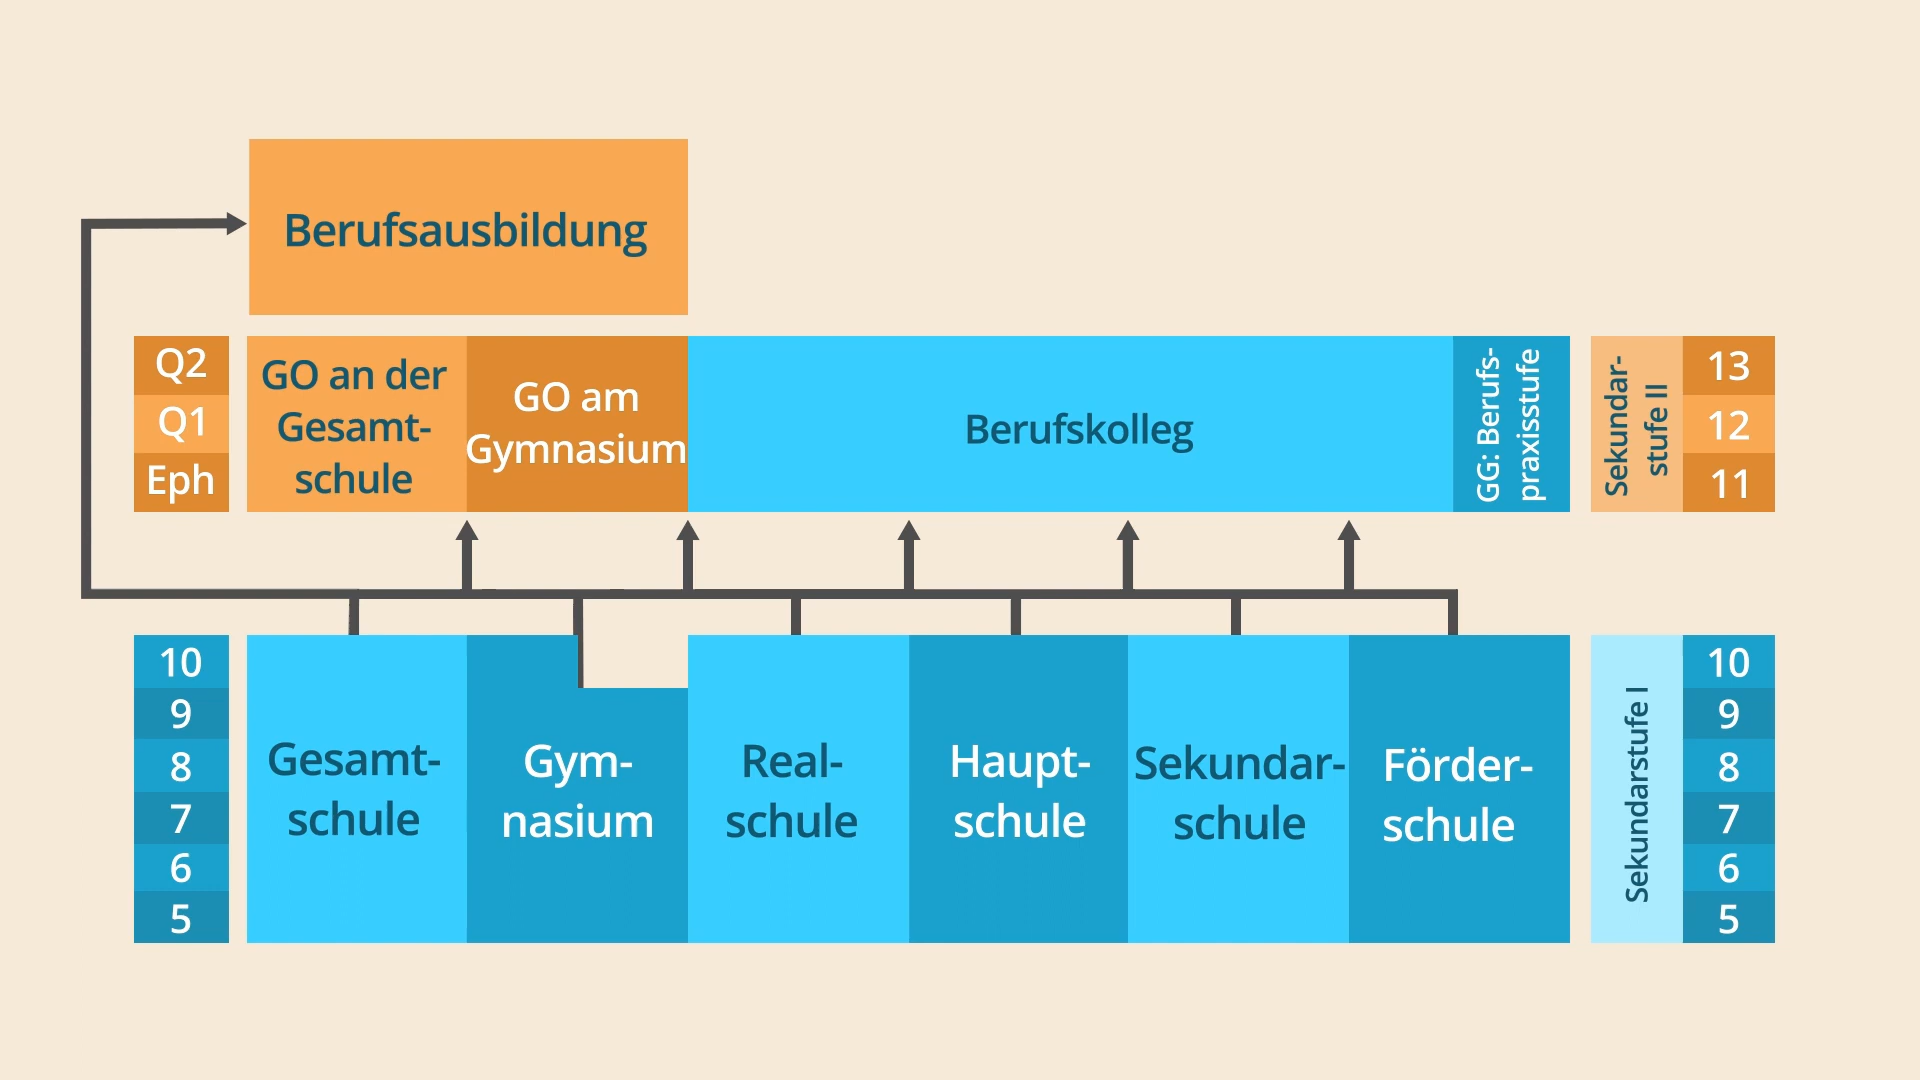 Berufsausbildung
Q2
Q1
Eph
GO an der
Gesamt-
schule
GO am
Gymnasium
Berufskolleg
GG: Berufs-
praxisstufe
Sekundar-
stufe II
13
12
11
10
9
8
7
6
5
Gesamt-
schule
Gym-
nasium
Real-
schule
Haupt-
schule
Sekundar-
schule
Förder-
schule
Sekundarstufe I
10
9
8
7
6
5